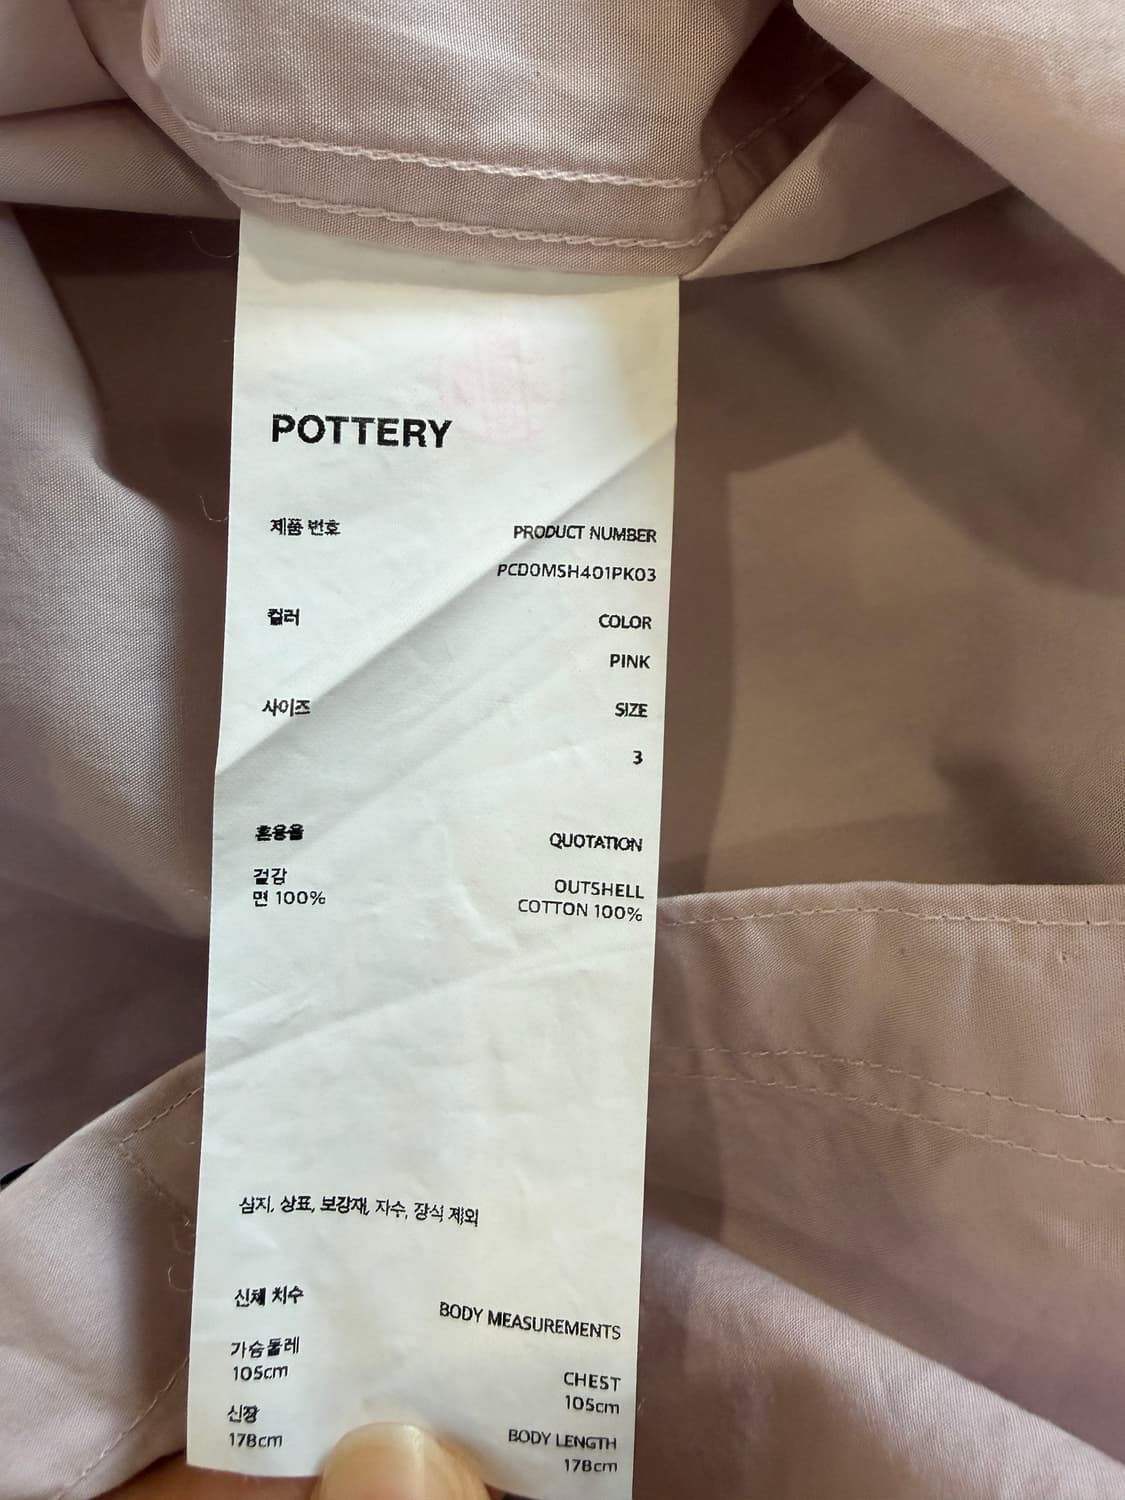 POTTERY
제품 번호 PRODUCT NUMBER
PCD0MSH401PK03
컬러 COLOR
PINK
사이즈 SIZE
3
혼용율 QUOTATION
겉감 OUTSHELL
면 100% COTTON 100%
심지, 상표, 보강재, 자수, 장식 제외
신체 치수 BODY MEASUREMENTS
가슴둘레 CHEST
105cm 105cm
신장 BODY LENGTH
178cm 178cm